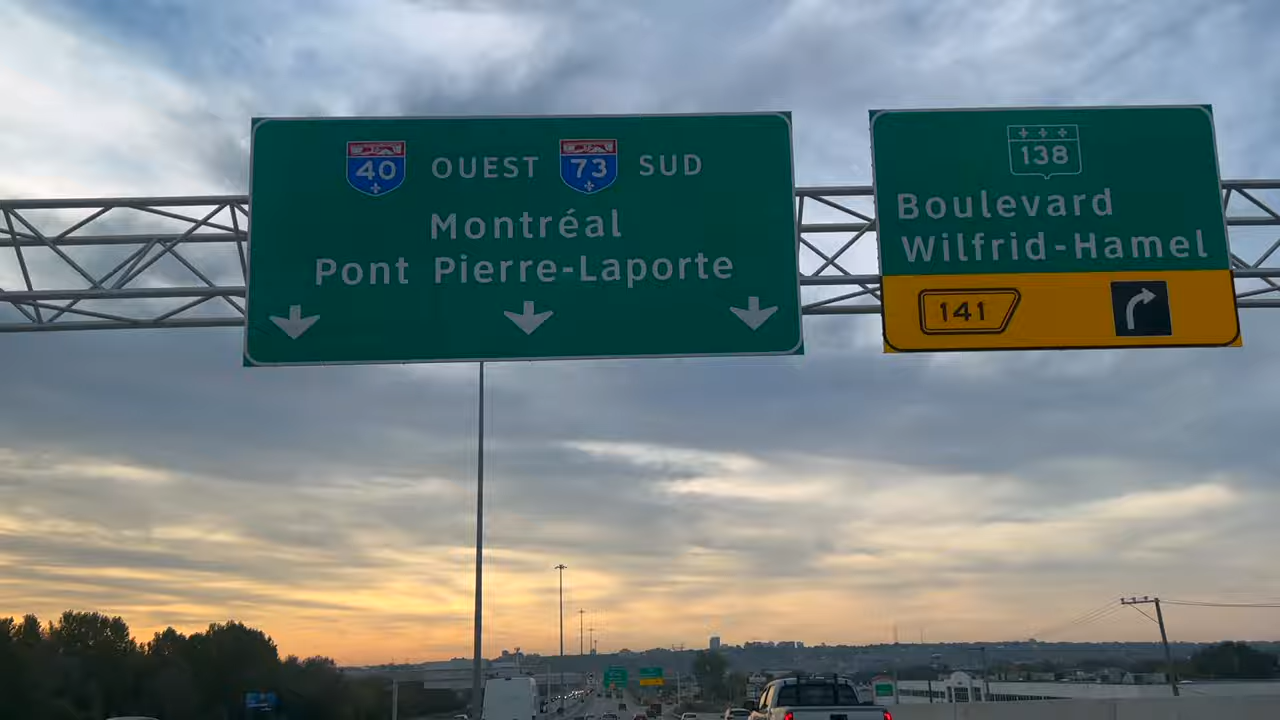 40 OUEST 73 SUD
Montréal
Pont Pierre-Laporte
138
Boulevard
Wilfrid-Hamel
141